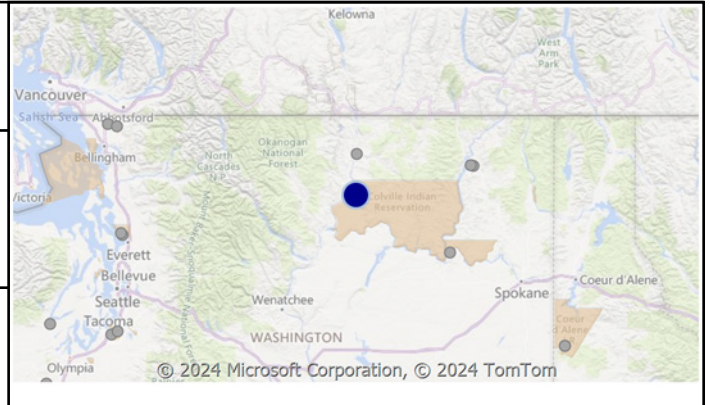 Kelowna
West
Arm
Park
Vancouver
Salish Sea
Abbotsford
Bellingham
Okanogan
National
Forest
North
Cascades
N.P.
Victoria
Colville Indian
Reservation
Everett
Bellevue
Seattle
Tacoma
Wenatchee
Spokane
Coeur d'Alene
Coeur
d'Alene
WASHINGTON
Olympia
© 2024 Microsoft Corporation, © 2024 TomTom